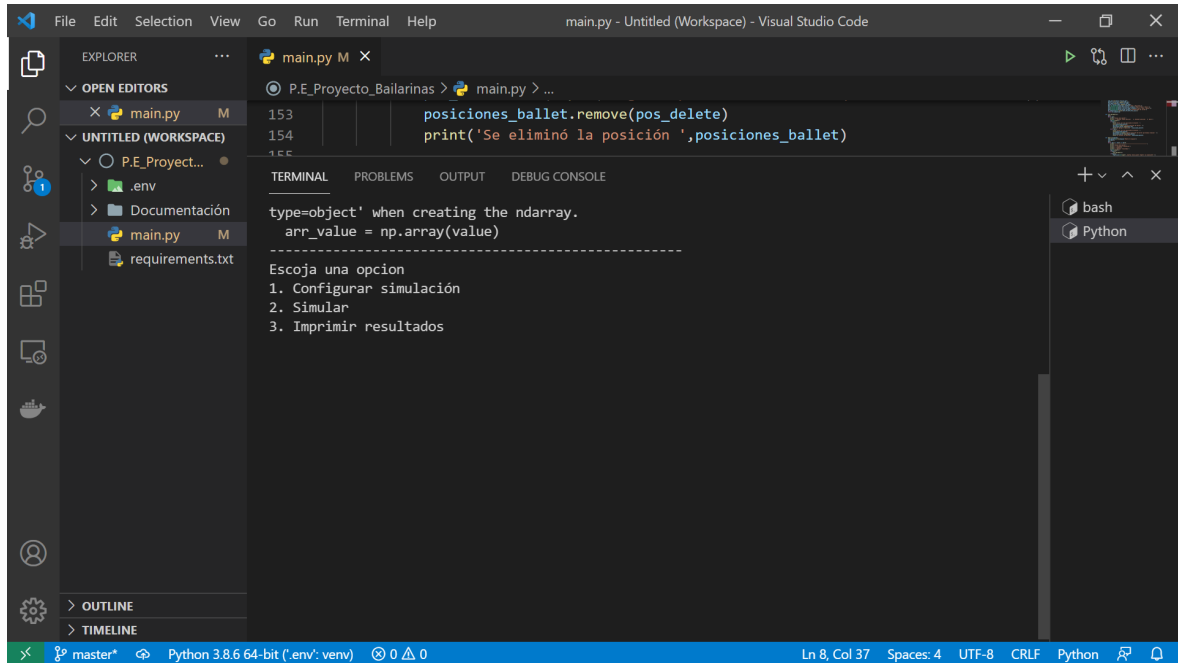 File Edit Selection View Go Run Terminal Help main.py - Untitled (Workspace) - Visual Studio Code
EXPLORER
main.py M
OPEN EDITORS
P.E_Proyecto_Bailarinas > main.py > ...
main.py M
UNTITLED (WORKSPACE)
P.E_Proyect...
.env
Documentación
main.py M
requirements.txt
OUTLINE
TIMELINE
153 posiciones_ballet.remove(pos_delete)
154 print('Se eliminó la posición ',posiciones_ballet)
155
TERMINAL PROBLEMS OUTPUT DEBUG CONSOLE
type=object' when creating the ndarray.
arr_value = np.array(value)
----------------------------------------------------
Escoja una opcion
1. Configurar simulación
2. Simular
3. Imprimir resultados
bash
Python
1
master* Python 3.8.6 64-bit ('.env': venv) 0 0 Ln 8, Col 37 Spaces: 4 UTF-8 CRLF Python